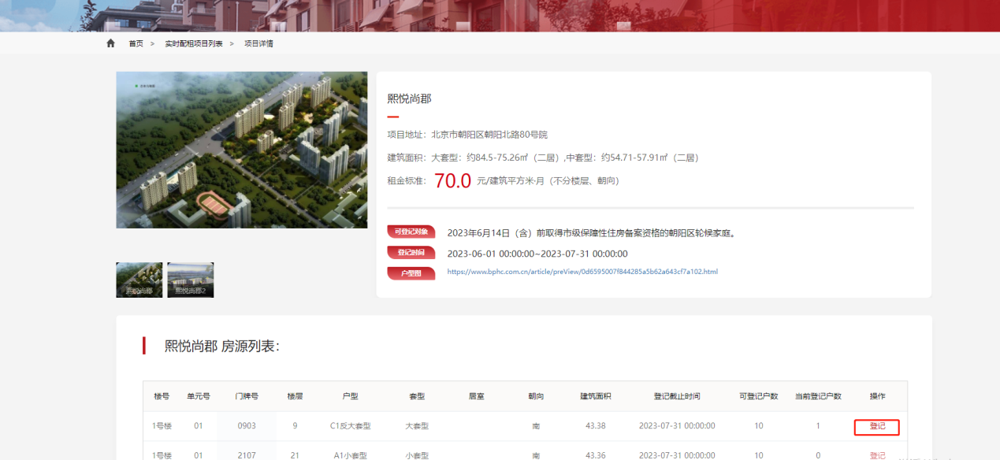 首页 > 实时配租项目列表 > 项目详情
熙悦尚郡
项目地址：北京市朝阳区朝阳北路80号院
建筑面积：大套型：约84.5-75.26㎡（二居）,中套型：约54.71-57.91㎡（二居）
租金标准：70.0 元/建筑平方米·月（不分楼层、朝向）
可登记对象 2023年6月14日（含）前取得市级保障性住房备案资格的朝阳区轮候家庭。
登记时间 2023-06-01 00:00:00~2023-07-31 00:00:00
户型图 https://www.bphc.com.cn/article/preView/0d6595007f844285a5b62a643cf7a102.html
熙悦尚郡 熙悦尚郡2
熙悦尚郡 房源列表：
楼号 单元号 门牌号 楼层 户型 套型 居室 朝向 建筑面积 登记截止时间 可登记户数 当前登记户数 操作
1号楼 01 0903 9 C1反大套型 大套型 南 43.38 2023-07-31 00:00:00 10 1 登记
1号楼 01 2107 21 A1小套型 小套型 南 43.36 2023-07-31 00:00:00 10 0 登记